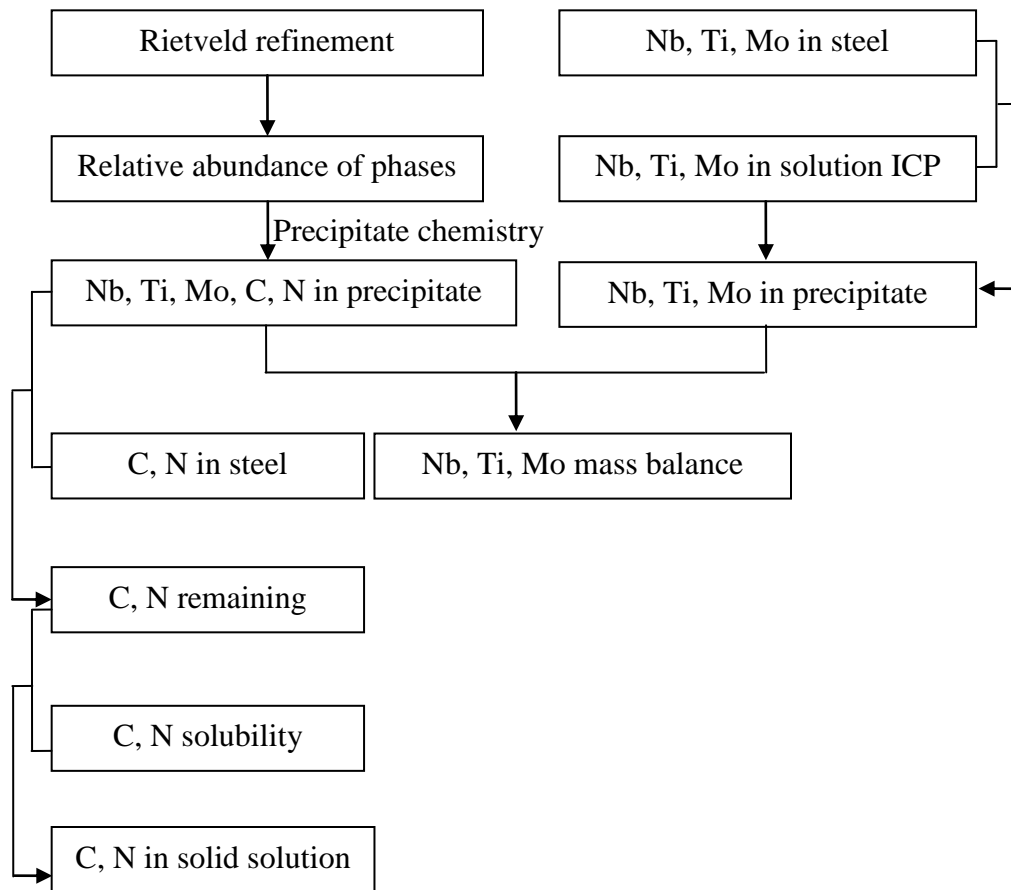 Rietveld refinement
Nb, Ti, Mo in steel
Relative abundance of phases
Nb, Ti, Mo in solution ICP
Precipitate chemistry
Nb, Ti, Mo, C, N in precipitate
Nb, Ti, Mo in precipitate
C, N in steel
Nb, Ti, Mo mass balance
C, N remaining
C, N solubility
C, N in solid solution